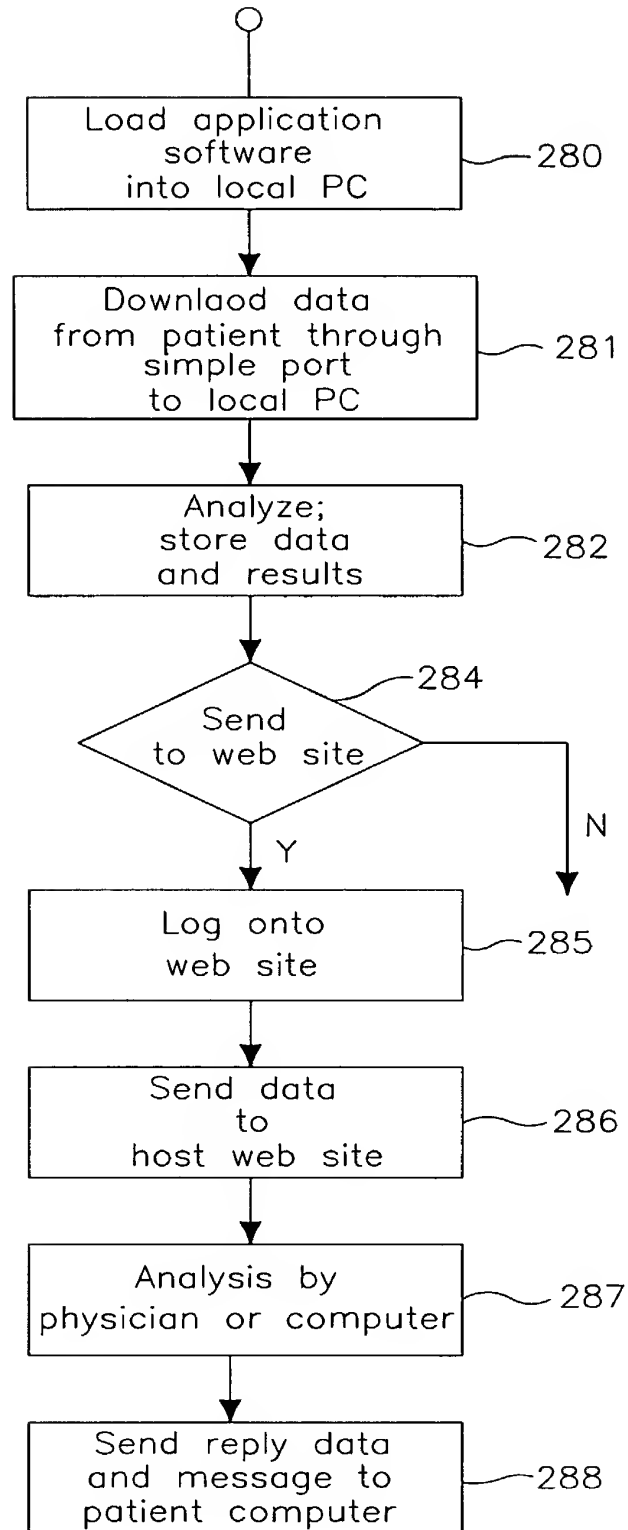 Load application
software
into local PC
280
Downlaod data
from patient through
simple port
to local PC
281
Analyze;
store data
and results
282
284
Send
to web site
N
Y
Log onto
web site
285
Send data
to
host web site
286
Analysis by
physician or computer
287
Send reply data
and message to
patient computer
288